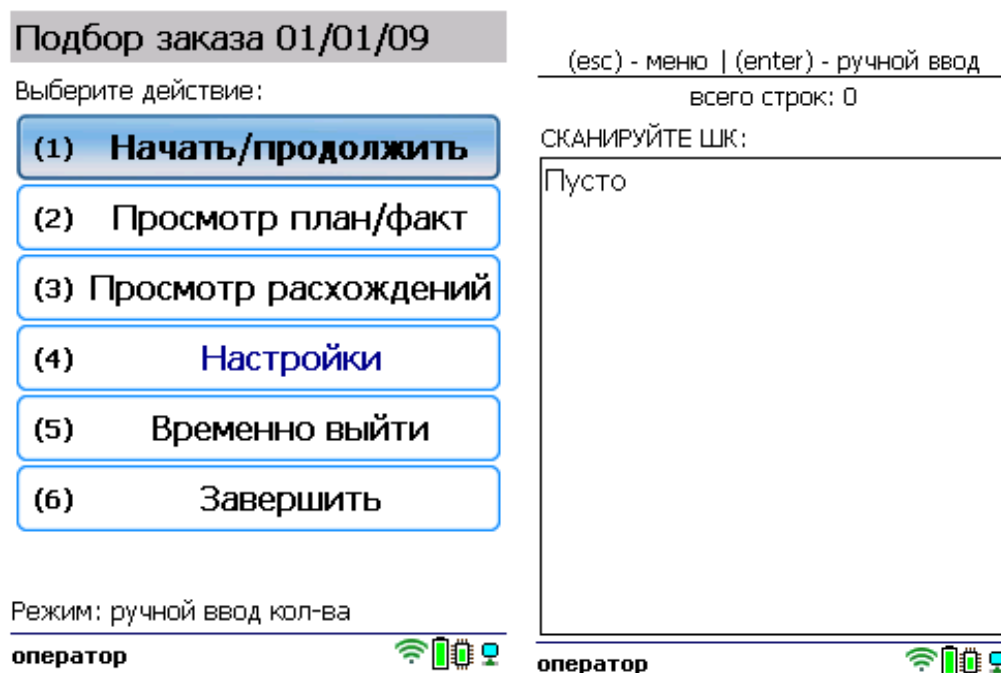 Подбор заказа 01/01/09
Выберите действие:
(1) Начать/продолжить
(2) Просмотр план/факт
(3) Просмотр расхождений
(4) Настройки
(5) Временно выйти
(6) Завершить
Режим: ручной ввод кол-ва
оператор
(esc) - меню | (enter) - ручной ввод
всего строк: 0
СКАНИРУЙТЕ ШК:
Пусто
оператор